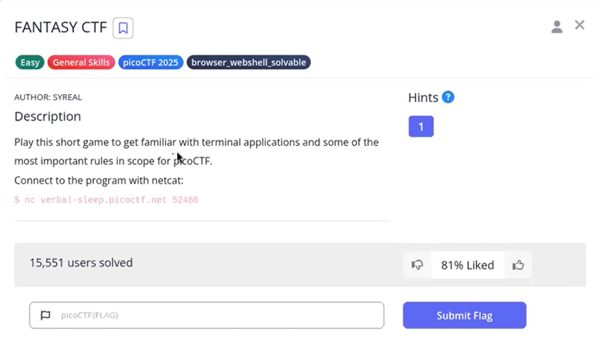 FANTASY CTF
Easy General Skills picoCTF 2025 browser_webshell_solvable
AUTHOR: SYREAL
Hints ?
Description
1
Play this short game to get familiar with terminal applications and some of the
most important rules in scope for picoCTF.
Connect to the program with netcat:
$ nc verbal-sleep.picoctf.net 52486
15,551 users solved
81% Liked
picoCTF{FLAG}
Submit Flag